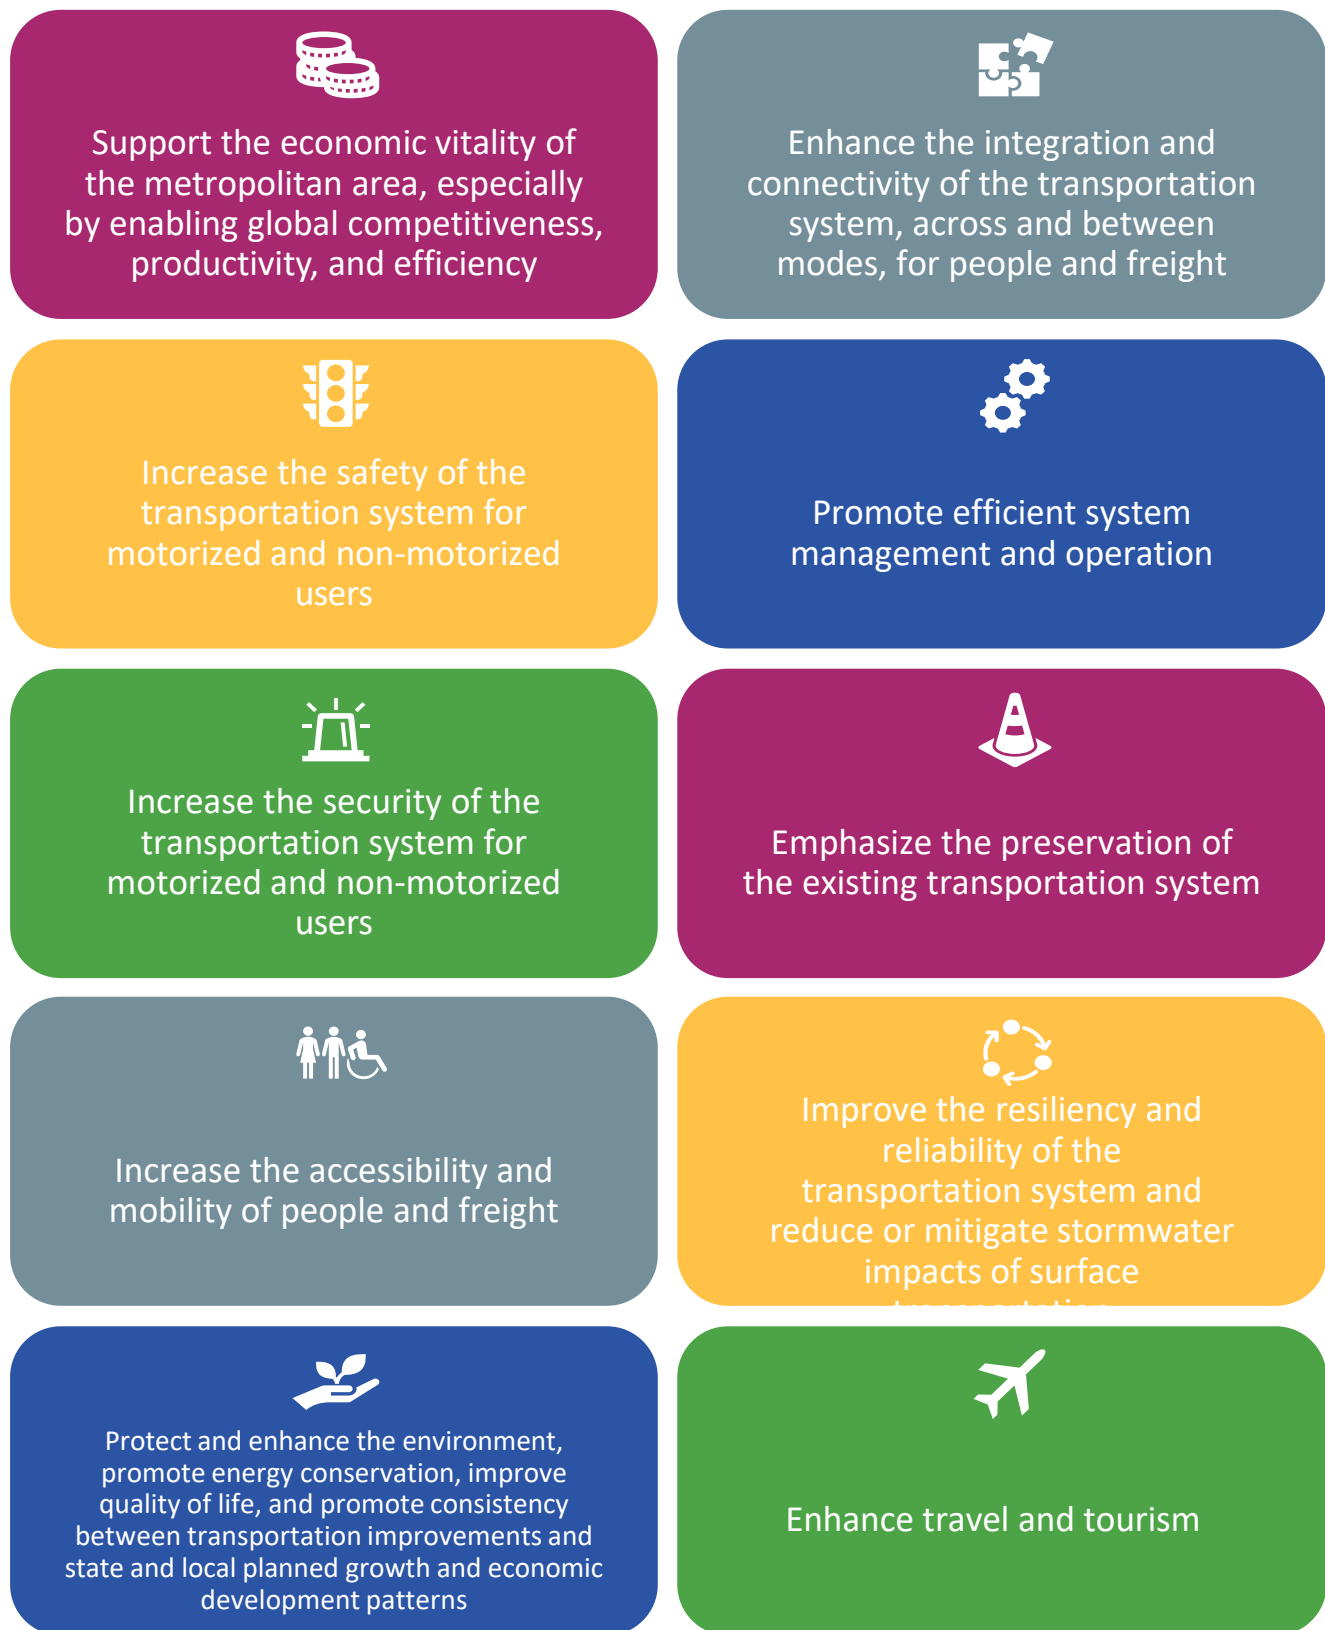 Support the economic vitality of
the metropolitan area, especially
by enabling global competitiveness,
productivity, and efficiency
Enhance the integration and
connectivity of the transportation
system, across and between
modes, for people and freight
Increase the safety of the
transportation system for
motorized and non-motorized
users
Promote efficient system
management and operation
Increase the security of the
transportation system for
motorized and non-motorized
users
Emphasize the preservation of
the existing transportation system
Increase the accessibility and
mobility of people and freight
Improve the resiliency and
reliability of the
transportation system and
reduce or mitigate stormwater
impacts of surface
transportation
Protect and enhance the environment,
promote energy conservation, improve
quality of life, and promote consistency
between transportation improvements and
state and local planned growth and economic
development patterns
Enhance travel and tourism